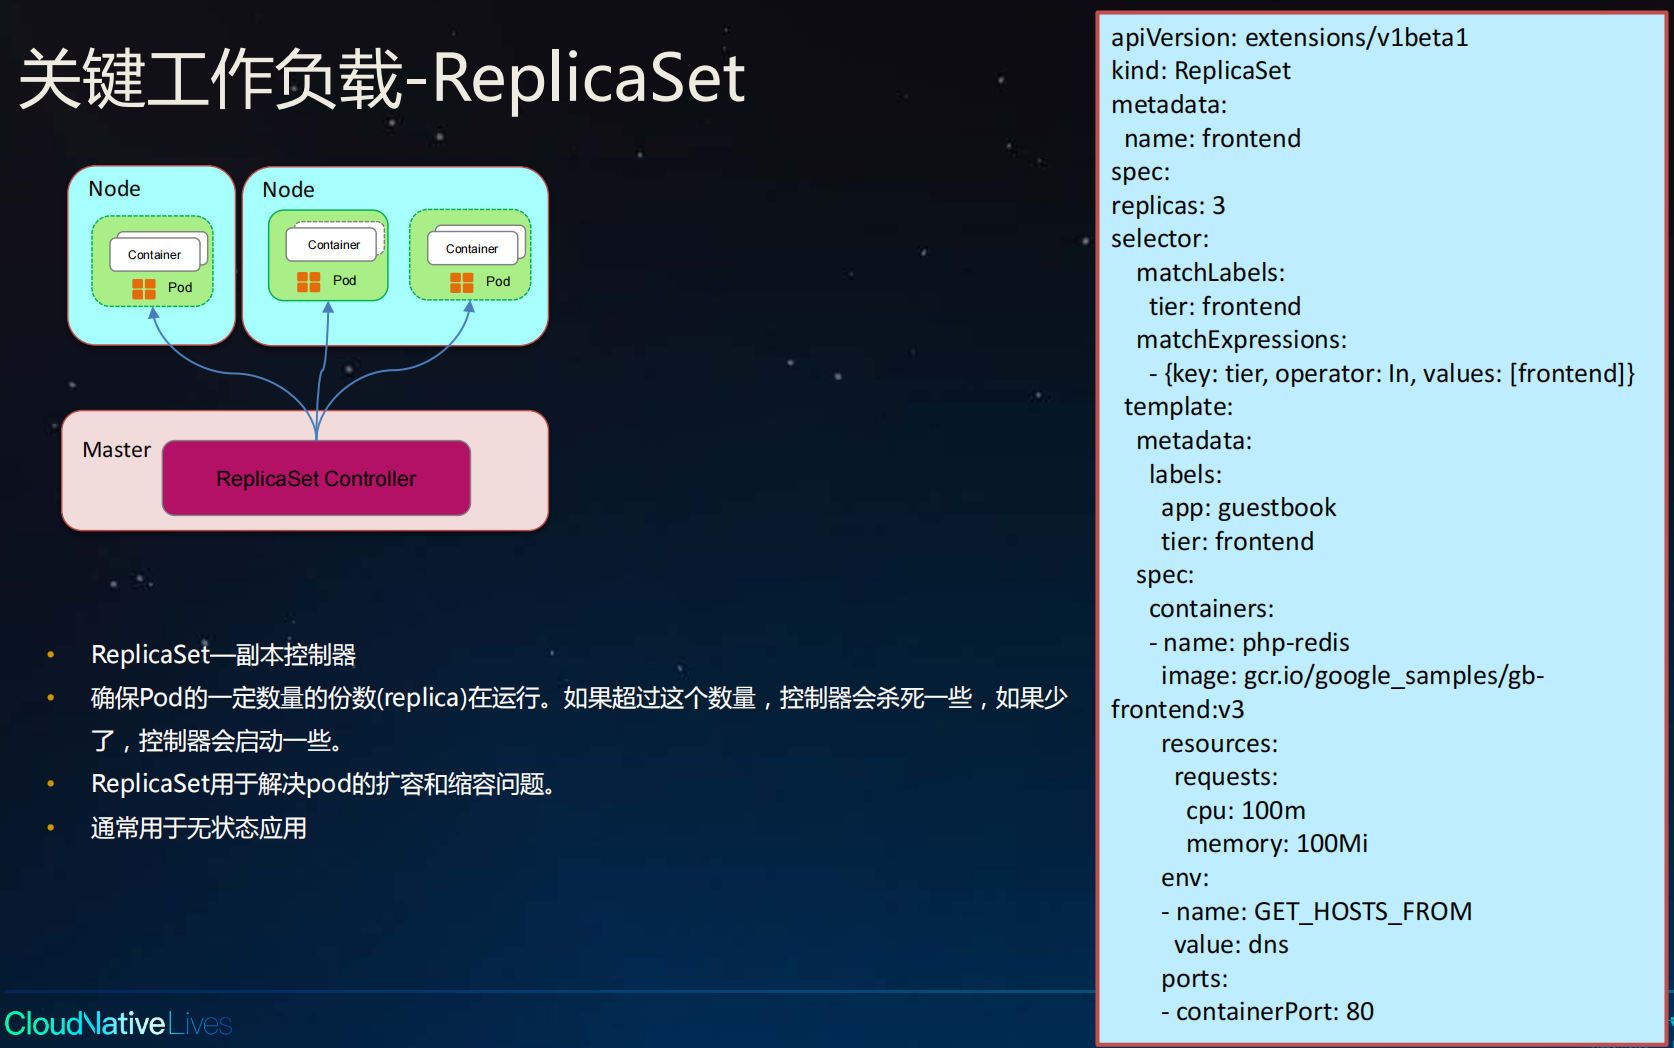 关键工作负载-ReplicaSet
Node
Container
Pod
Node
Container
Pod
Container
Pod
Master
ReplicaSet Controller
• ReplicaSet—副本控制器
• 确保Pod的一定数量的份数(replica)在运行。如果超过这个数量，控制器会杀死一些，如果少
了，控制器会启动一些。
• ReplicaSet用于解决pod的扩容和缩容问题。
• 通常用于无状态应用
CloudNative Lives
apiVersion: extensions/v1beta1
kind: ReplicaSet
metadata:
  name: frontend
spec:
replicas: 3
selector:
    matchLabels:
      tier: frontend
    matchExpressions:
      - {key: tier, operator: In, values: [frontend]}
  template:
    metadata:
      labels:
        app: guestbook
        tier: frontend
    spec:
      containers:
      - name: php-redis
        image: gcr.io/google_samples/gb-
frontend:v3
        resources:
          requests:
            cpu: 100m
            memory: 100Mi
        env:
        - name: GET_HOSTS_FROM
          value: dns
        ports:
        - containerPort: 80